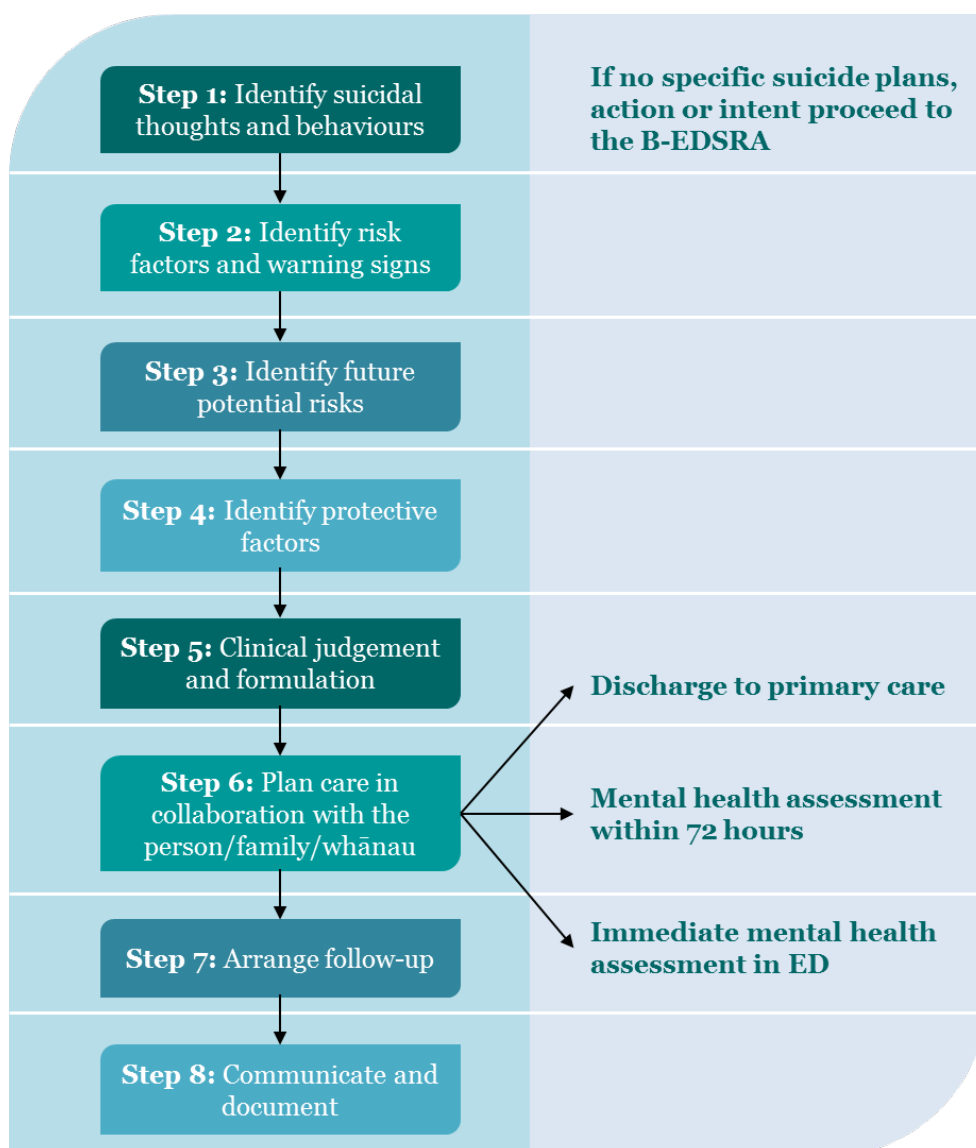 Step 1: Identify suicidal
thoughts and behaviours
If no specific suicide plans,
action or intent proceed to
the B-EDSRA
Step 2: Identify risk
factors and warning signs
Step 3: Identify future
potential risks
Step 4: Identify protective
factors
Step 5: Clinical judgement
and formulation
Discharge to primary care
Step 6: Plan care in
collaboration with the
person/family/whānau
Mental health assessment
within 72 hours
Step 7: Arrange follow-up
Immediate mental health
assessment in ED
Step 8: Communicate and
document